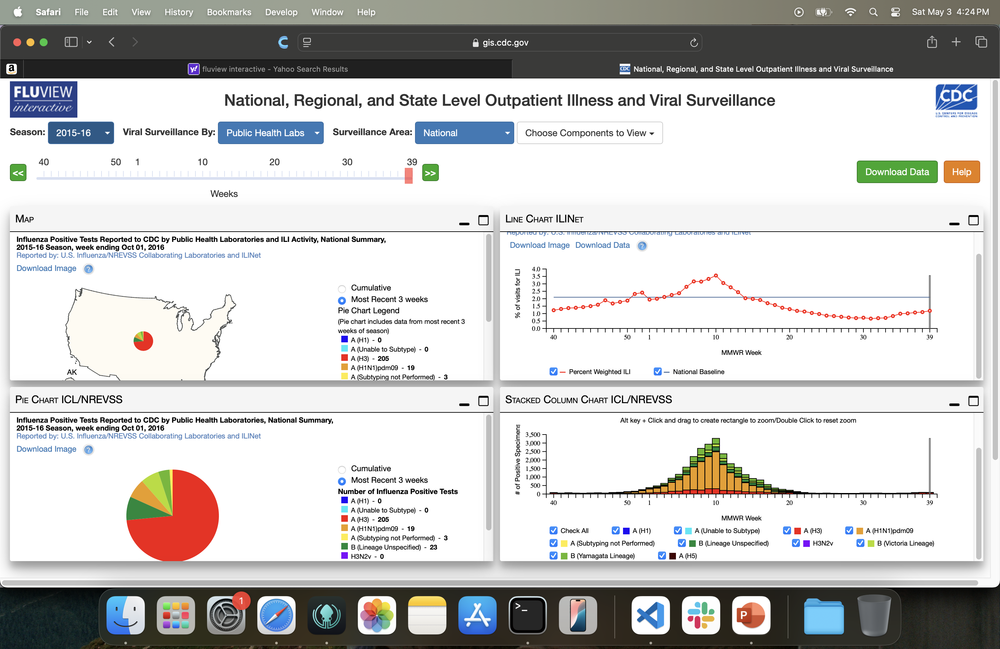 Safari File Edit View History Bookmarks Develop Window Help Sat May 3 4:24 PM
gis.cdc.gov
a y! fluview interactive – Yahoo Search Results CDC National, Regional, and State Level Outpatient Illness and Viral Surveillance
FLUVIEW
interactive
National, Regional, and State Level Outpatient Illness and Viral Surveillance
CDC
U.S. CENTERS FOR DISEASE
CONTROL AND PREVENTION
Season: 2015-16 Viral Surveillance By: Public Health Labs Surveillance Area: National Choose Components to View
40 50 1 10 20 30 39
<< >>
Weeks
Download Data Help
Map
Influenza Positive Tests Reported to CDC by Public Health Laboratories and ILI Activity, National Summary,
2015-16 Season, week ending Oct 01, 2016
Reported by: U.S. Influenza/NREVSS Collaborating Laboratories and ILINet
Download Image ?
Cumulative
Most Recent 3 weeks
Pie Chart Legend
(Pie chart includes data from most recent 3
weeks of season)
A (H1) - 0
A (Unable to Subtype) - 0
A (H3) - 205
A (H1N1)pdm09 - 19
A (Subtyping not Performed) - 3
AK
Line Chart ILINet
Reported by: U.S. Influenza/NREVSS Collaborating Laboratories and ILINet
Download Image Download Data ?
% of visits for ILI
4.0
3.5
3.0
2.5
2.0
1.5
1.0
0.5
0.0
40 50 1 10 20 30 39
MMWR Week
Percent Weighted ILI National Baseline
Pie Chart ICL/NREVSS
Influenza Positive Tests Reported to CDC by Public Health Laboratories, National Summary,
2015-16 Season, week ending Oct 01, 2016
Reported by: U.S. Influenza/NREVSS Collaborating Laboratories and ILINet
Download Image ?
Cumulative
Most Recent 3 weeks
Number of Influenza Positive Tests
A (H1) - 0
A (Unable to Subtype) - 0
A (H3) - 205
A (H1N1)pdm09 - 19
A (Subtyping not Performed) - 3
B (Lineage Unspecified) - 23
H3N2v - 0
Stacked Column Chart ICL/NREVSS
Alt key + Click and drag to create rectangle to zoom/Double Click to reset zoom
# of Positive Specimens
3,500
3,000
2,500
2,000
1,500
1,000
500
0
40 50 1 10 20 30 39
MMWR Week
Check All A (H1) A (Unable to Subtype) A (H3) A (H1N1)pdm09
A (Subtyping not Performed) B (Lineage Unspecified) H3N2v B (Victoria Lineage)
B (Yamagata Lineage) A (H5)
1
>_
P